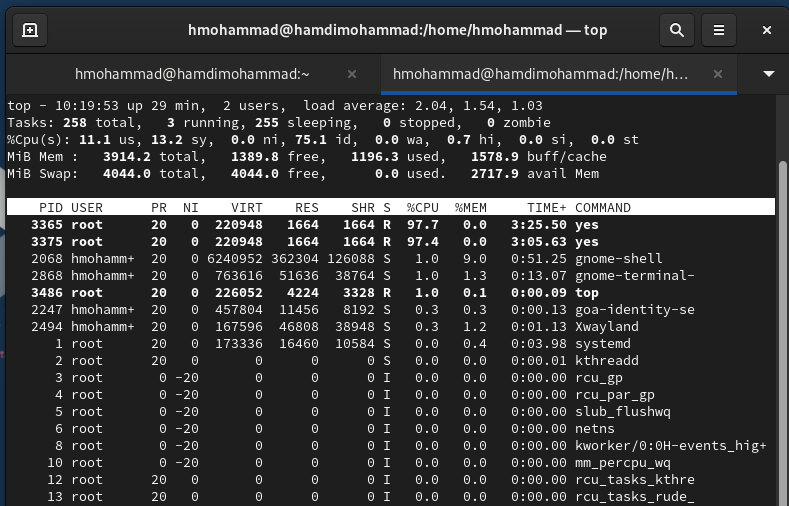 hmohammad@hamdimohammad:/home/hmohammad — top
hmohammad@hamdimohammad:~ × hmohammad@hamdimohammad:/home/h... ×
top - 10:19:53 up 29 min,  2 users,  load average: 2.04, 1.54, 1.03
Tasks: 258 total,   3 running, 255 sleeping,   0 stopped,   0 zombie
%Cpu(s): 11.1 us, 13.2 sy,  0.0 ni, 75.1 id,  0.0 wa,  0.7 hi,  0.0 si,  0.0 st
MiB Mem :   3914.2 total,   1389.8 free,   1196.3 used,   1578.9 buff/cache
MiB Swap:   4044.0 total,   4044.0 free,      0.0 used.   2717.9 avail Mem
PID USER      PR  NI    VIRT    RES    SHR S  %CPU  %MEM     TIME+ COMMAND
3365 root      20   0  220948   1664   1664 R  97.7   0.0   3:25.50 yes
3375 root      20   0  220948   1664   1664 R  97.4   0.0   3:05.63 yes
2068 hmohamm+  20   0 6240952 362304 126088 S   1.0   9.0   0:51.25 gnome-shell
2868 hmohamm+  20   0  763616  51636  38764 S   1.0   1.3   0:13.07 gnome-terminal-
3486 root      20   0  226052   4224   3328 R   1.0   0.1   0:00.09 top
2247 hmohamm+  20   0  457804  11456   8192 S   0.3   0.3   0:00.13 goa-identity-se
2494 hmohamm+  20   0  167596  46808  38948 S   0.3   1.2   0:01.13 Xwayland
1 root      20   0  173336  16460  10584 S   0.0   0.4   0:03.98 systemd
2 root      20   0       0      0      0 S   0.0   0.0   0:00.01 kthreadd
3 root       0 -20       0      0      0 I   0.0   0.0   0:00.00 rcu_gp
4 root       0 -20       0      0      0 I   0.0   0.0   0:00.00 rcu_par_gp
5 root       0 -20       0      0      0 I   0.0   0.0   0:00.00 slub_flushwq
6 root       0 -20       0      0      0 I   0.0   0.0   0:00.00 netns
8 root       0 -20       0      0      0 I   0.0   0.0   0:00.00 kworker/0:0H-events_hig+
10 root       0 -20       0      0      0 I   0.0   0.0   0:00.00 mm_percpu_wq
12 root      20   0       0      0      0 I   0.0   0.0   0:00.00 rcu_tasks_kthre
13 root      20   0       0      0      0 I   0.0   0.0   0:00.00 rcu_tasks_rude_